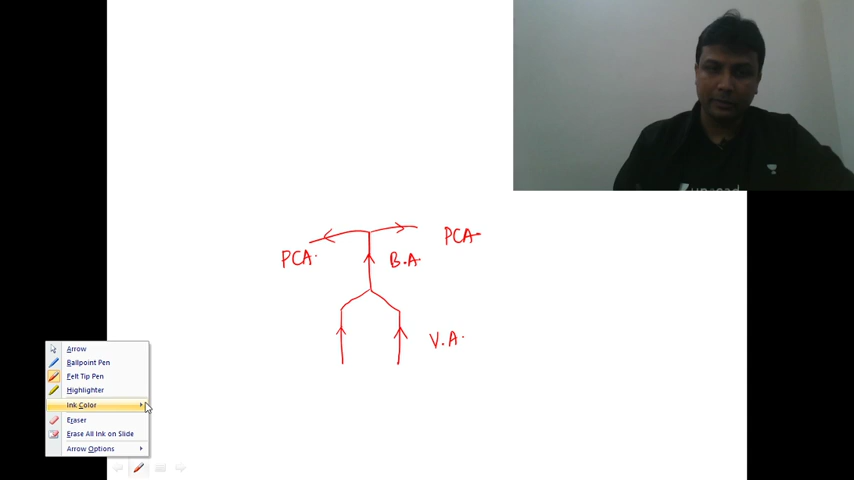 PCA.
PCA
B.A.
V.A.
Arrow
Ballpoint Pen
Felt Tip Pen
Highlighter
Ink Color
Eraser
Erase All Ink on Slide
Arrow Options